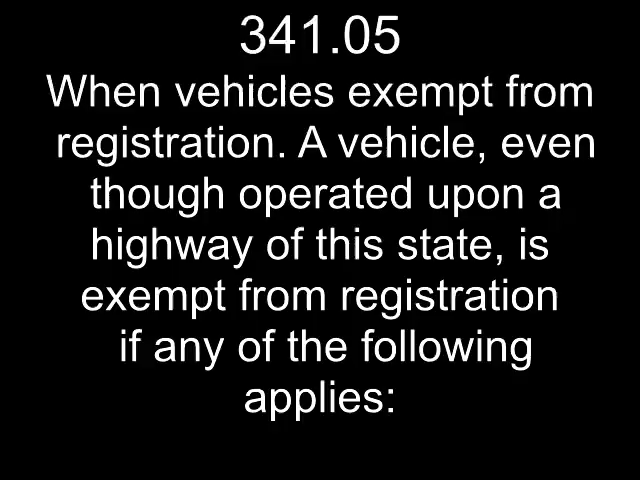 341.05
When vehicles exempt from
registration. A vehicle, even
though operated upon a
highway of this state, is
exempt from registration
if any of the following
applies: